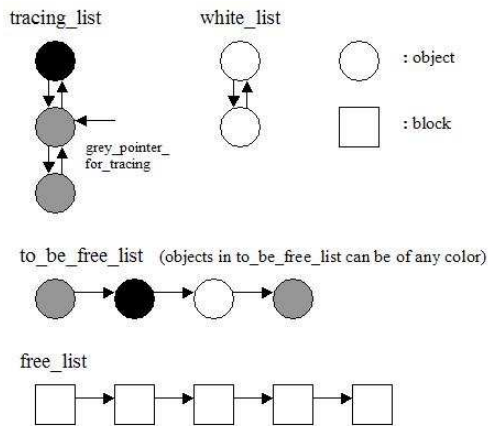 tracing_list
white_list
: object
: block
grey_pointer_
for_tracing
to_be_free_list (objects in to_be_free_list can be of any color)
free_list